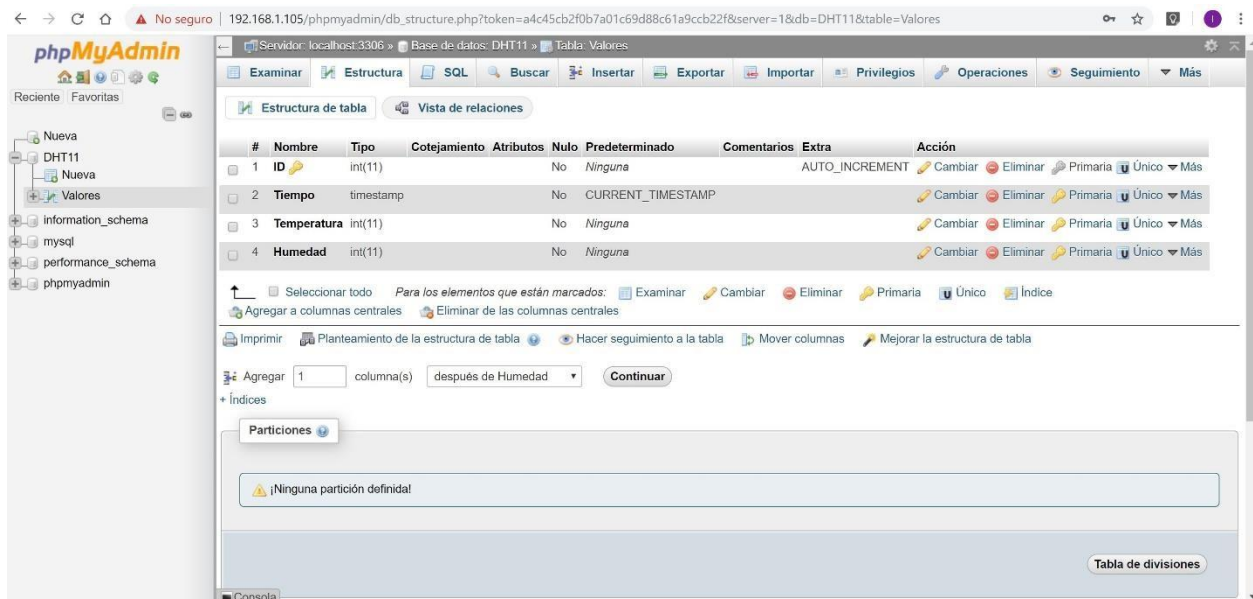 No seguro 192.168.1.105/phpmyadmin/db_structure.php?token=a4c45cb2f0b7a01c69d88c61a9ccb22f&server=1&db=DHT11&table=Valores
I
phpMyAdmin
Reciente Favoritas
Nueva
DHT11
Nueva
Valores
information_schema
mysql
performance_schema
phpmyadmin
Servidor: localhost:3306 » Base de datos: DHT11 » Tabla: Valores
Examinar Estructura SQL Buscar Insertar Exportar Importar Privilegios Operaciones Seguimiento Más
Estructura de tabla Vista de relaciones
# Nombre Tipo Cotejamiento Atributos Nulo Predeterminado Comentarios Extra Acción
1 ID int(11) No Ninguna AUTO_INCREMENT Cambiar Eliminar Primaria Único Más
2 Tiempo timestamp No CURRENT_TIMESTAMP Cambiar Eliminar Primaria Único Más
3 Temperatura int(11) No Ninguna Cambiar Eliminar Primaria Único Más
4 Humedad int(11) No Ninguna Cambiar Eliminar Primaria Único Más
Seleccionar todo Para los elementos que están marcados: Examinar Cambiar Eliminar Primaria Único Índice
Agregar a columnas centrales Eliminar de las columnas centrales
Imprimir Planteamiento de la estructura de tabla Hacer seguimiento a la tabla Mover columnas Mejorar la estructura de tabla
Agregar 1 columna(s) después de Humedad Continuar
+ Índices
Particiones
¡Ninguna partición definida!
Tabla de divisiones
Consola